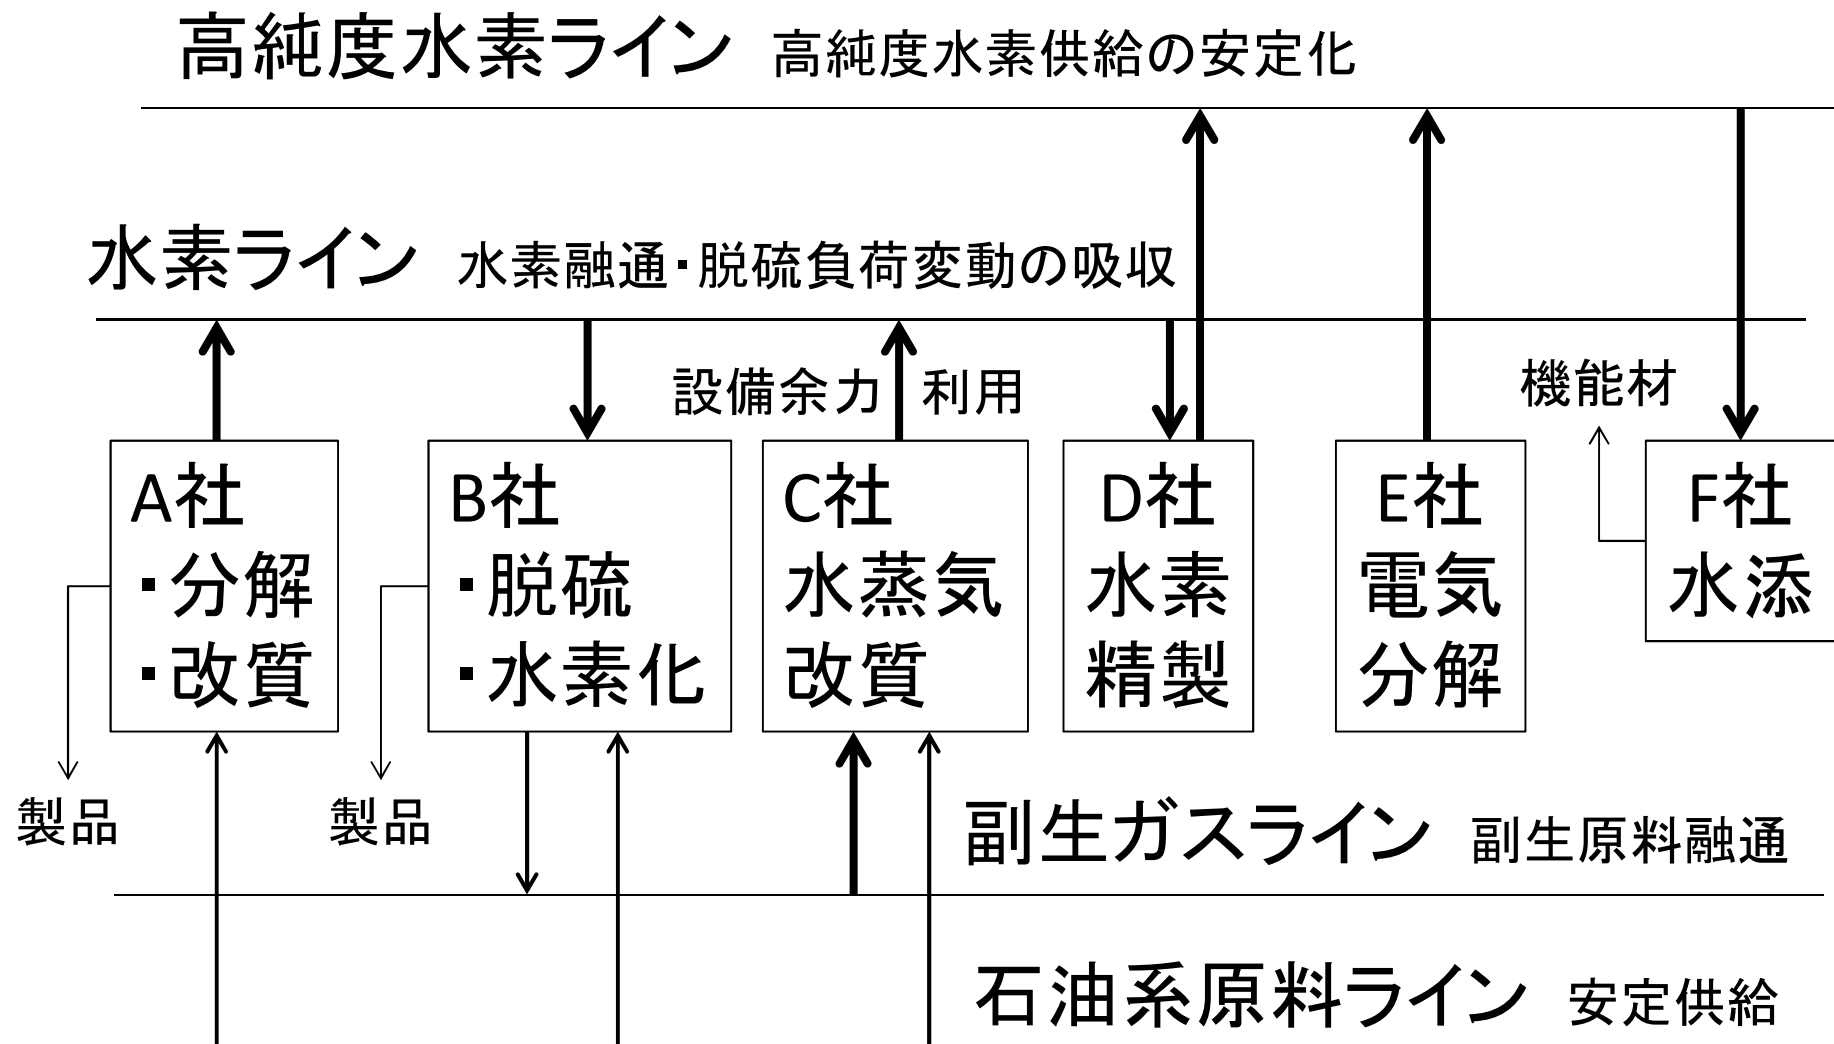 高純度水素ライン 高純度水素供給の安定化
水素ライン 水素融通・脱硫負荷変動の吸収
設備余力 利用
機能材
A社
・分解
・改質
B社
・脱硫
・水素化
C社
水蒸気
改質
D社
水素
精製
E社
電気
分解
F社
水添
製品
製品
副生ガスライン 副生原料融通
石油系原料ライン 安定供給